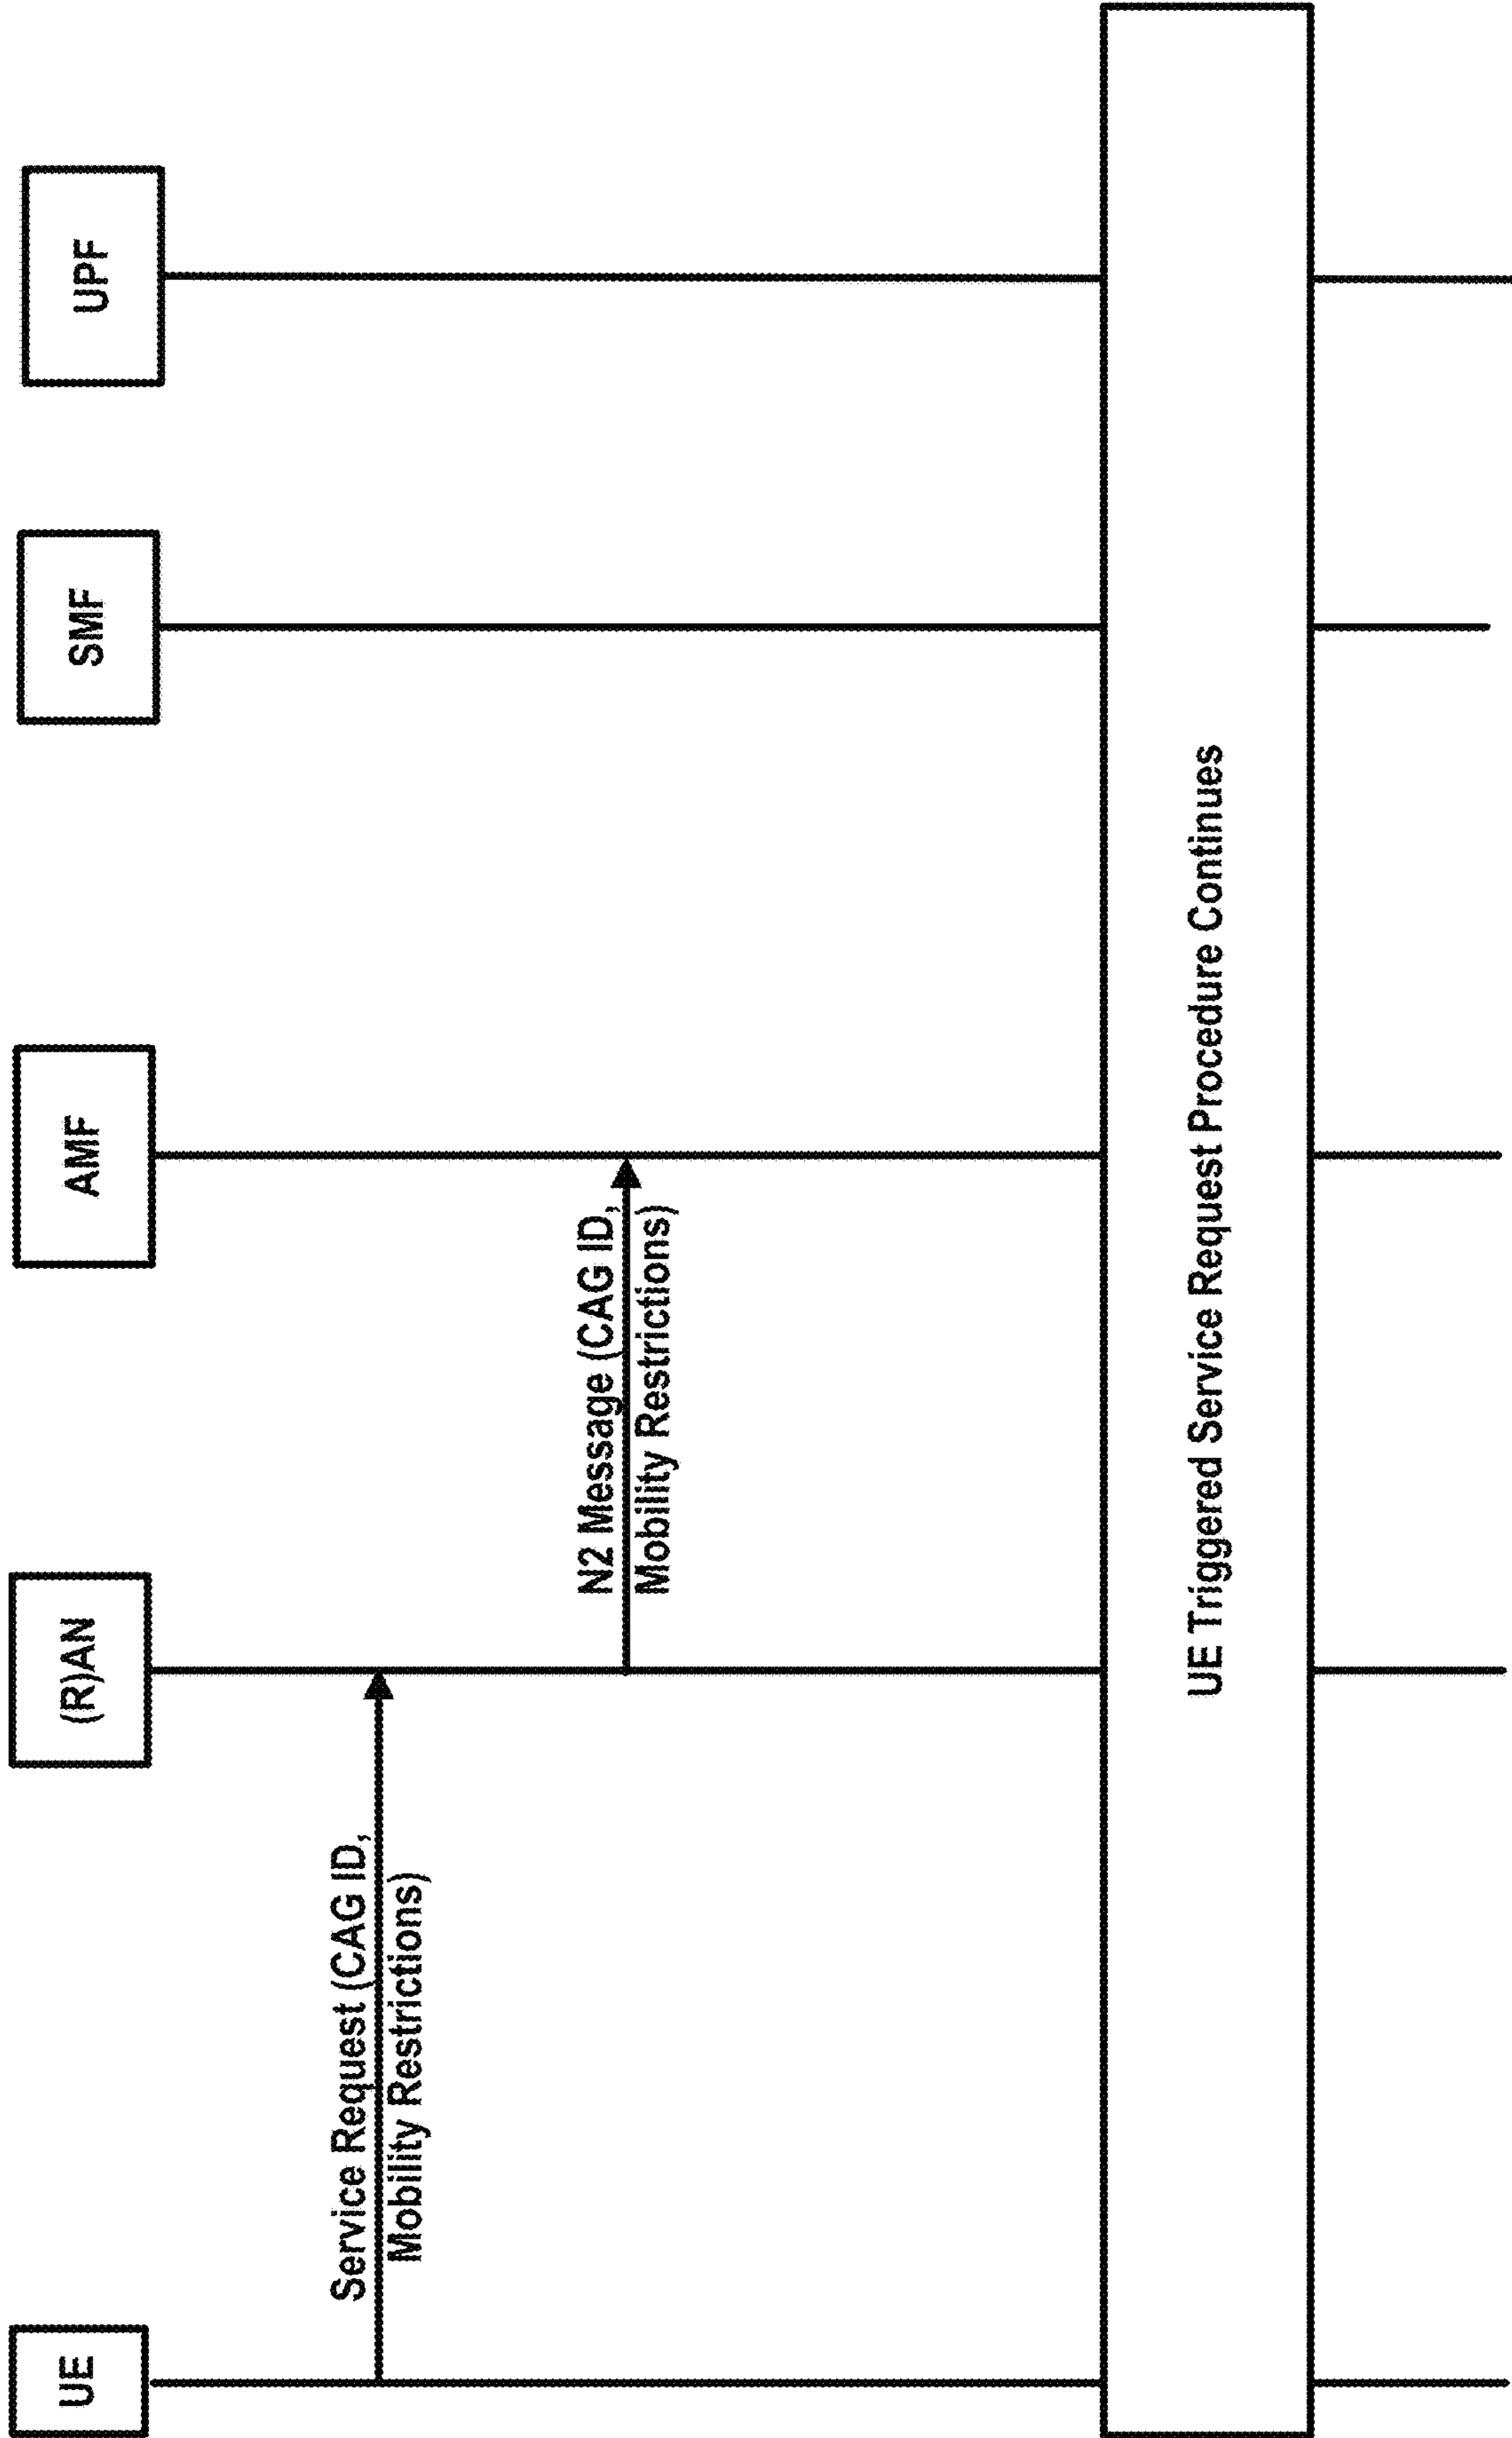 UE
(R)AN
AMF
SMF
UPF
Service Request (CAG ID,
Mobility Restrictions)
N2 Message (CAG ID,
Mobility Restrictions)
UE Triggered Service Request Procedure Continues